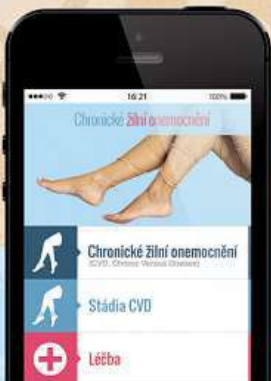 16:21
100%
Chronické žilní onemocnění
Chronické žilní onemocnění
(CVD, Chronic Venous Disease)
Stádia CVD
Léčba